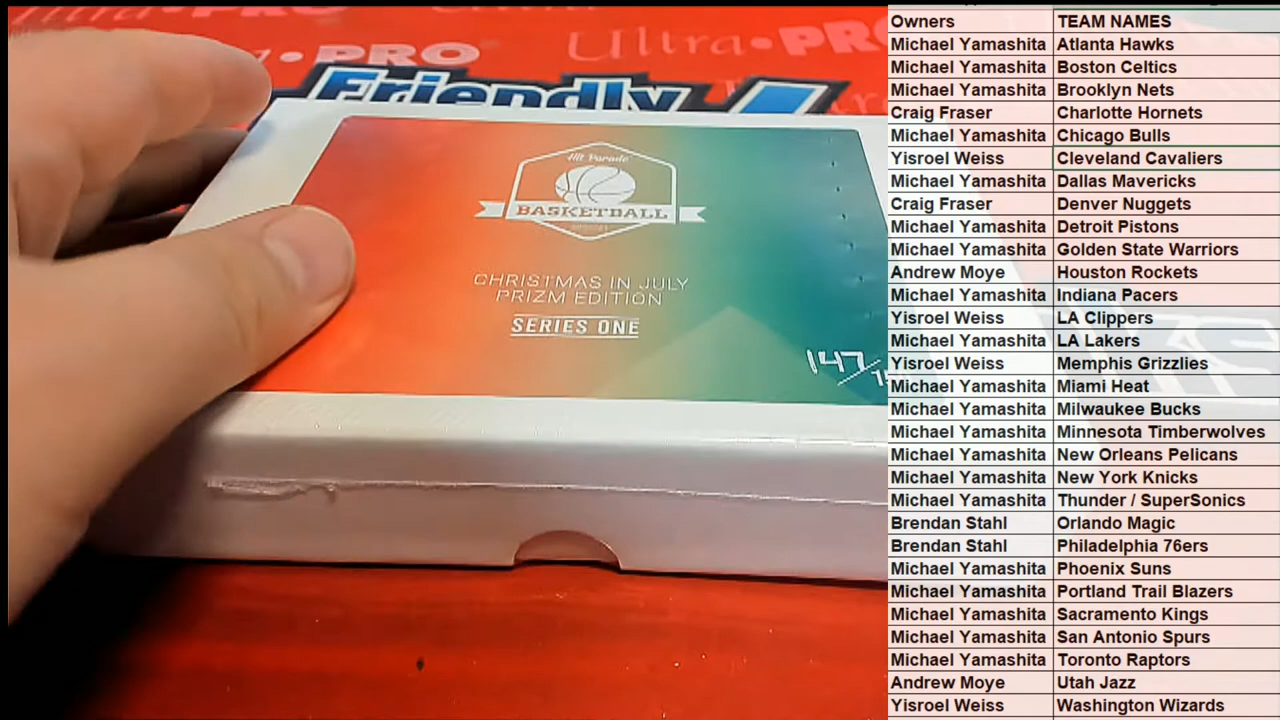 PRO
Ultra•PRO
Friendly
Hit Parade
BASKETBALL
CHRISTMAS IN JULY
PRIZM EDITION
SERIES ONE
147/
Owners TEAM NAMES
Michael Yamashita Atlanta Hawks
Michael Yamashita Boston Celtics
Michael Yamashita Brooklyn Nets
Craig Fraser Charlotte Hornets
Michael Yamashita Chicago Bulls
Yisroel Weiss Cleveland Cavaliers
Michael Yamashita Dallas Mavericks
Craig Fraser Denver Nuggets
Michael Yamashita Detroit Pistons
Michael Yamashita Golden State Warriors
Andrew Moye Houston Rockets
Michael Yamashita Indiana Pacers
Yisroel Weiss LA Clippers
Michael Yamashita LA Lakers
Yisroel Weiss Memphis Grizzlies
Michael Yamashita Miami Heat
Michael Yamashita Milwaukee Bucks
Michael Yamashita Minnesota Timberwolves
Michael Yamashita New Orleans Pelicans
Michael Yamashita New York Knicks
Michael Yamashita Thunder / SuperSonics
Brendan Stahl Orlando Magic
Brendan Stahl Philadelphia 76ers
Michael Yamashita Phoenix Suns
Michael Yamashita Portland Trail Blazers
Michael Yamashita Sacramento Kings
Michael Yamashita San Antonio Spurs
Michael Yamashita Toronto Raptors
Andrew Moye Utah Jazz
Yisroel Weiss Washington Wizards